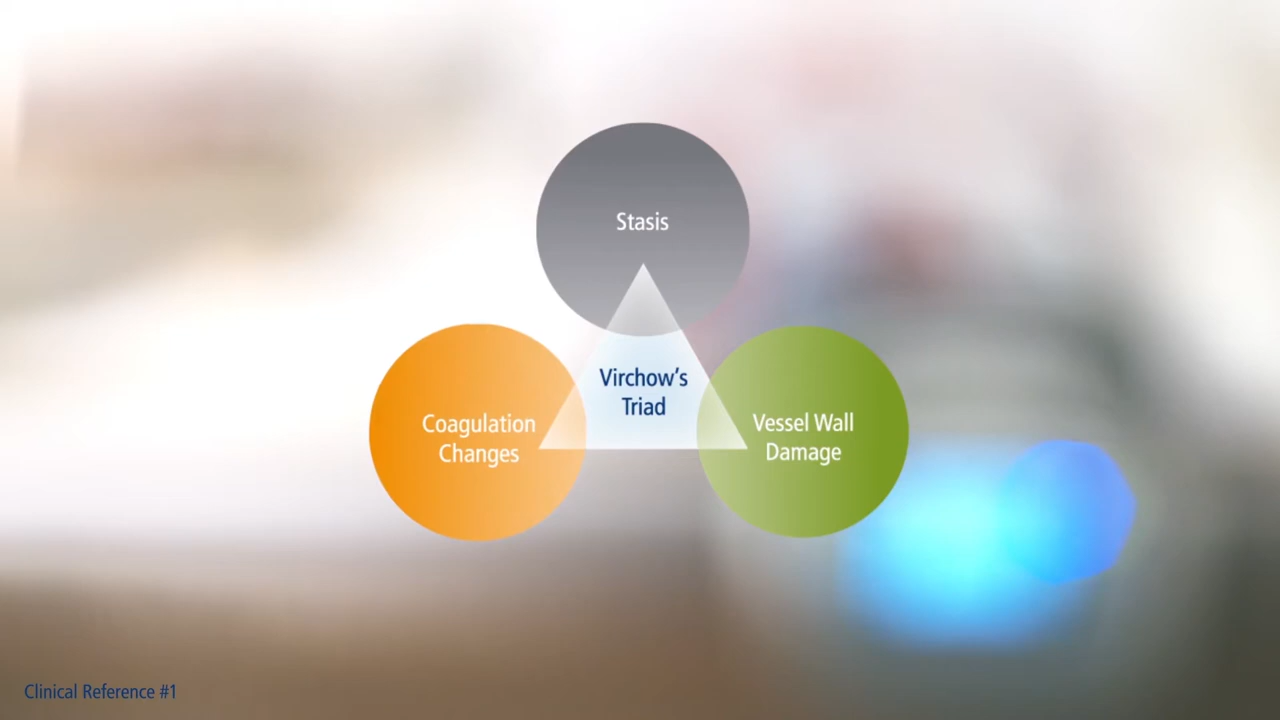 Stasis
Virchow's
Triad
Coagulation
Changes
Vessel Wall
Damage
Clinical Reference #1